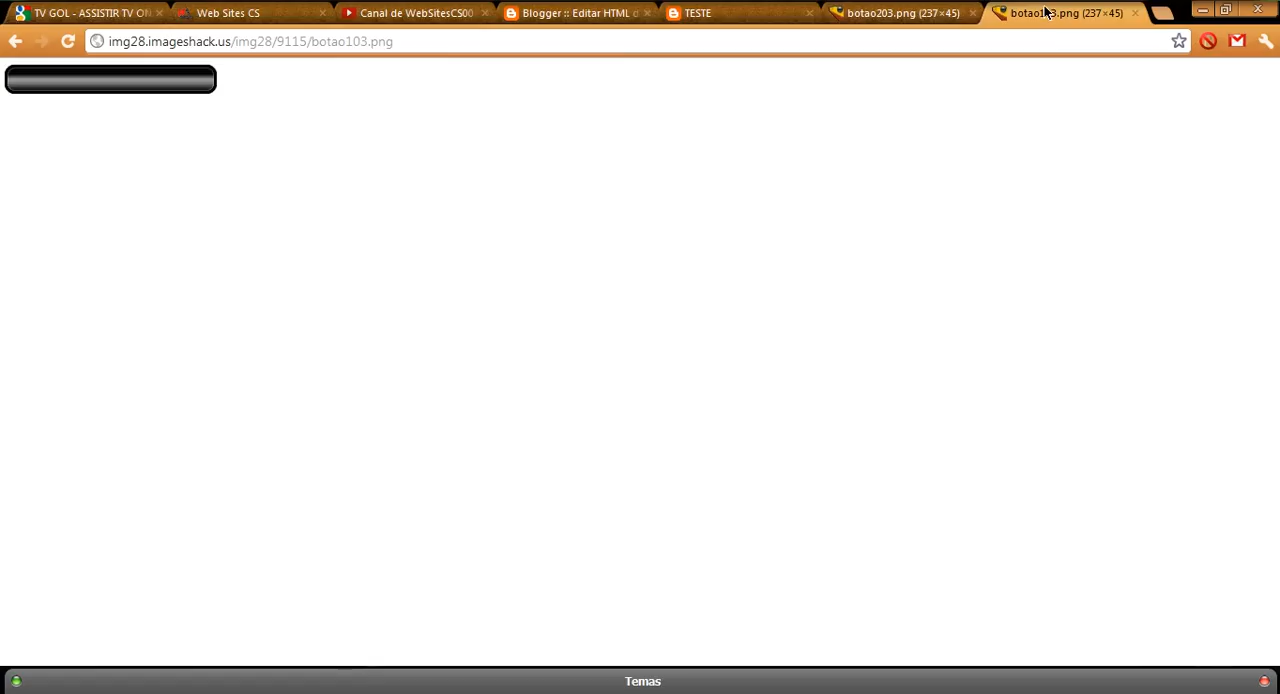 TV GOL - ASSISTIR TV ON
Web Sites CS
Canal de WebSitesCS00
Blogger :: Editar HTML
TESTE
botao203.png (237×45)
botao103.png (237×45)
img28.imageshack.us/img28/9115/botao103.png
Temas